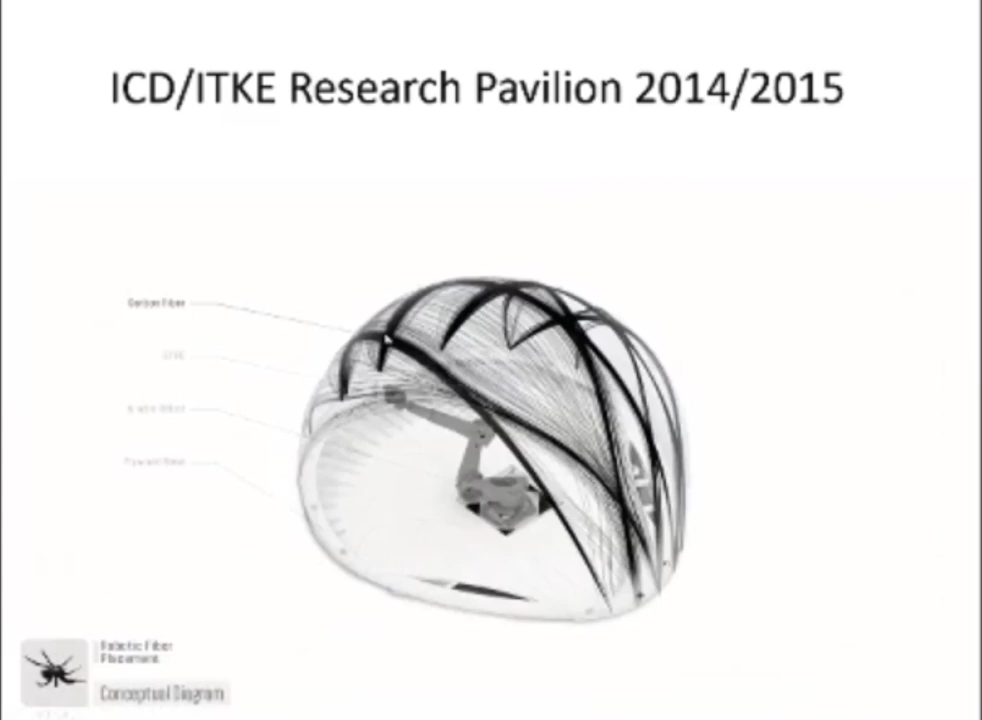 ICD/ITKE Research Pavilion 2014/2015
Carbon Fiber
Robotic Fiber
Placement
Conceptual Diagram